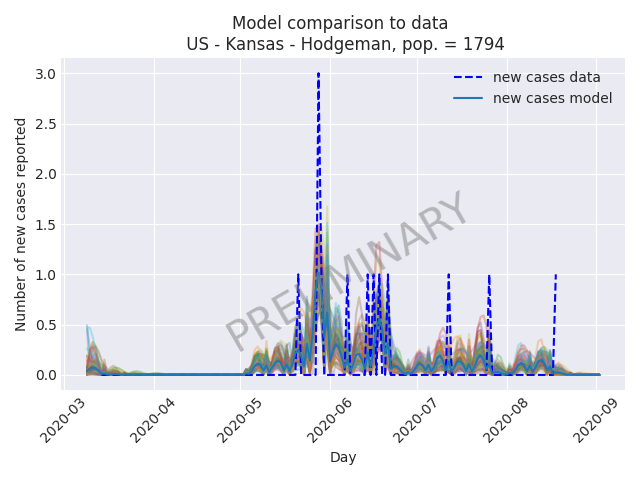 Model comparison to data
US - Kansas - Hodgeman, pop. = 1794
new cases data
new cases model
Number of new cases reported
3.0
2.5
2.0
1.5
1.0
0.5
0.0
PRELIMINARY
2020-03
2020-04
2020-05
2020-06
2020-07
2020-08
2020-09
Day